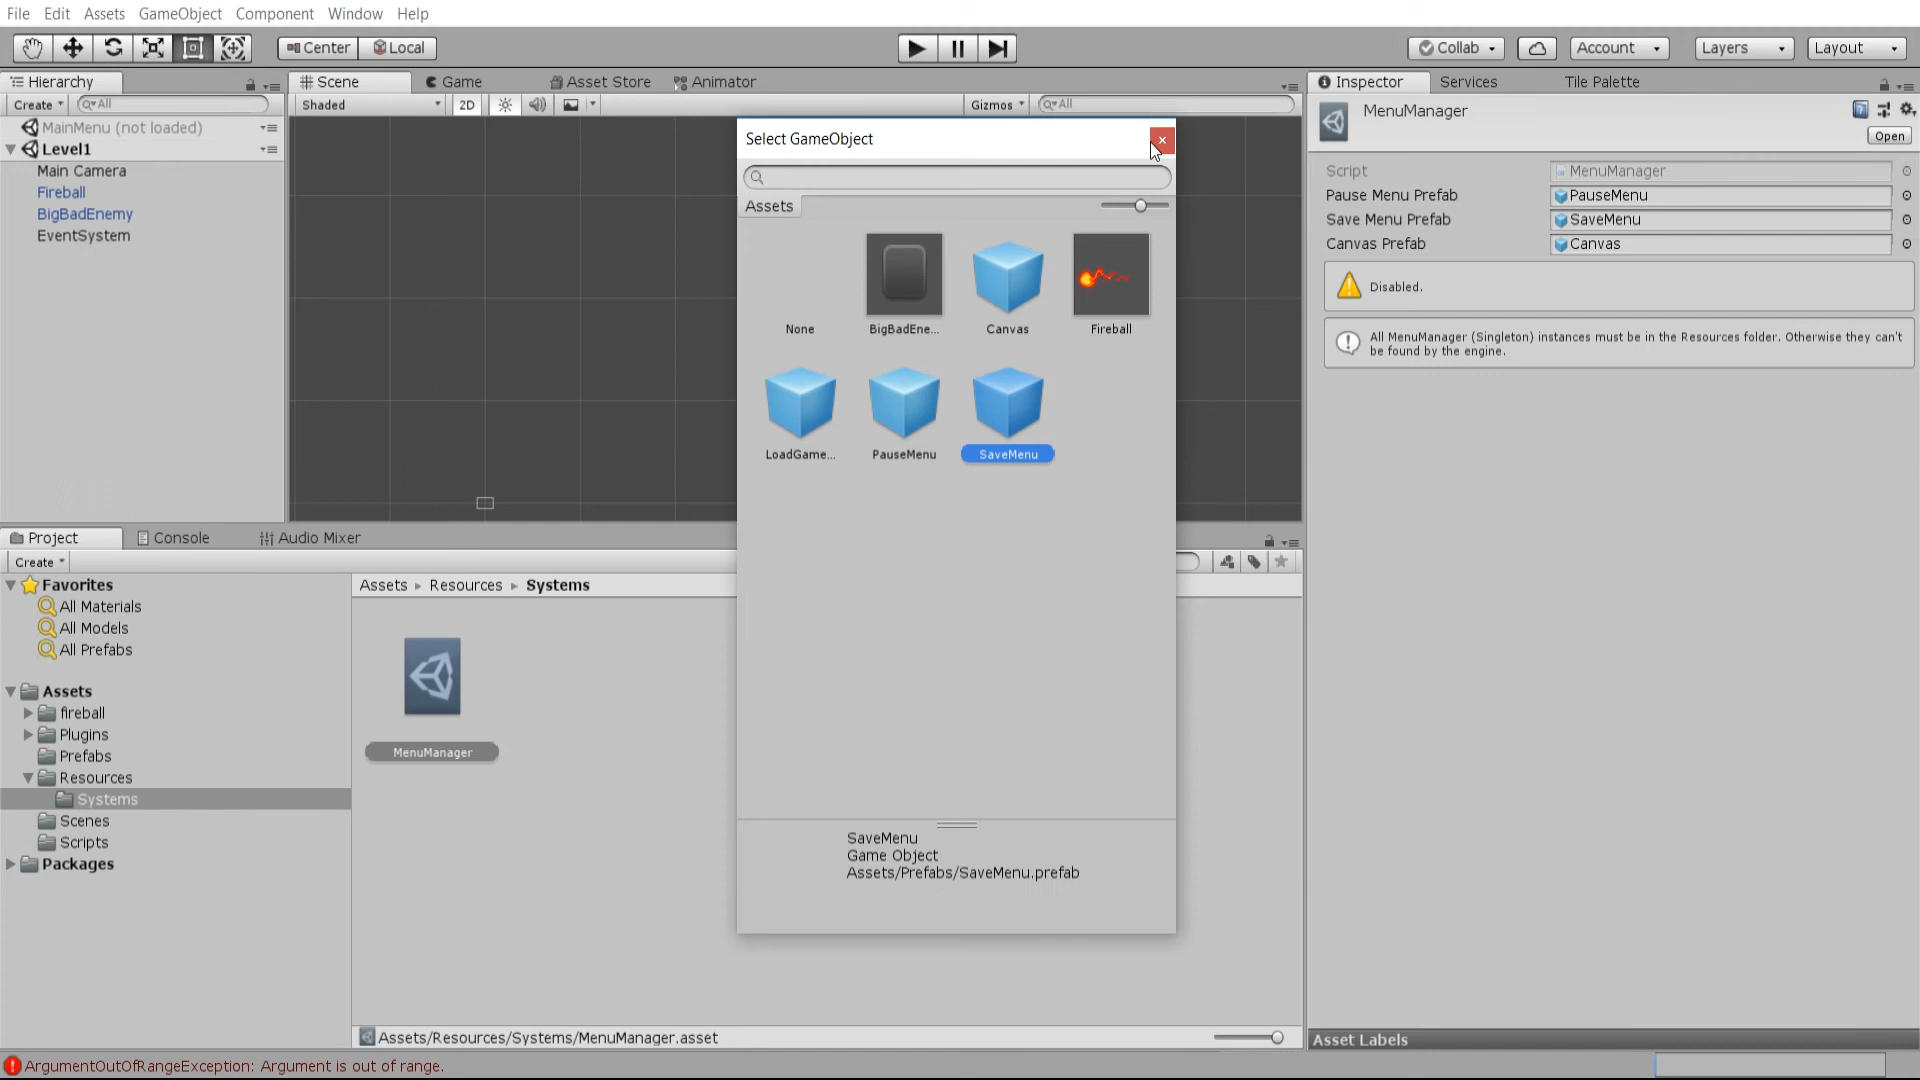 File Edit Assets GameObject Component Window Help
Center Local Collab Account Layers Layout
Hierarchy
Create All
MainMenu (not loaded)
Level1
Main Camera
Fireball
BigBadEnemy
EventSystem
Scene Game Asset Store Animator
Shaded 2D Gizmos All
Select GameObject
Assets
None BigBadEne... Canvas Fireball
LoadGame... PauseMenu SaveMenu
SaveMenu
Game Object
Assets/Prefabs/SaveMenu.prefab
Inspector Services Tile Palette
MenuManager
Open
Script MenuManager
Pause Menu Prefab PauseMenu
Save Menu Prefab SaveMenu
Canvas Prefab Canvas
Disabled.
All MenuManager (Singleton) instances must be in the Resources folder. Otherwise they can't
be found by the engine.
Project Console Audio Mixer
Create
Favorites
All Materials
All Models
All Prefabs
Assets
fireball
Plugins
Prefabs
Resources
Systems
Scenes
Scripts
Packages
Assets Resources Systems
MenuManager
Assets/Resources/Systems/MenuManager.asset
Asset Labels
ArgumentOutOfRangeException: Argument is out of range.